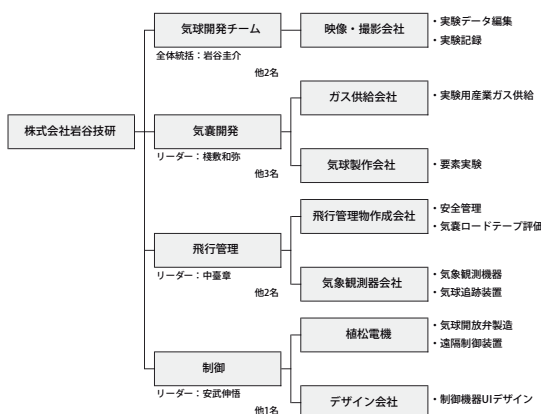 株式会社岩谷技研
気球開発チーム
全体統括：岩谷圭介
他2名
映像・撮影会社
・実験データ編集
・実験記録
気嚢開発
リーダー：棧敷和弥
他3名
ガス供給会社
・実験用産業ガス供給
気球製作会社
・要素実験
飛行管理
リーダー：中臺章
他2名
飛行管理物作成会社
・安全管理
・気嚢ロードテープ評価
気象観測器会社
・気象観測機器
・気球追跡装置
制御
リーダー：安武伸悟
他1名
植松電機
・気球開放弁製造
・遠隔制御装置
デザイン会社
・制御機器UIデザイン